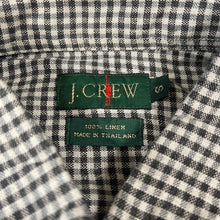 J.CREW
S
100% LINEN
MADE IN THAILAND